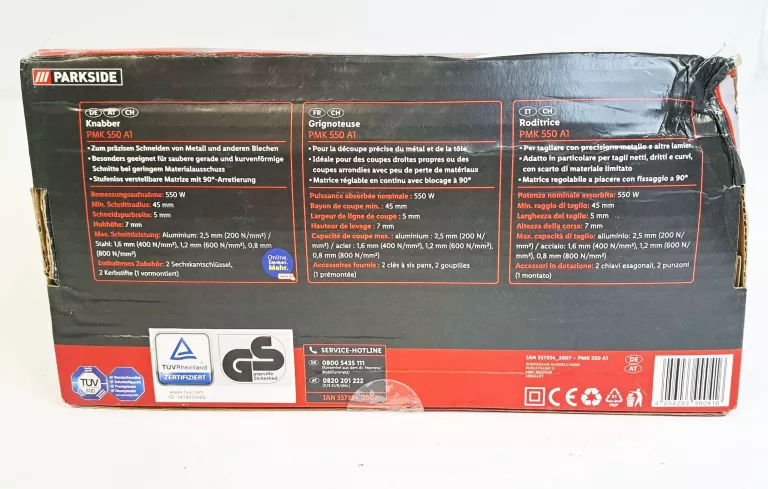 PARKSIDE
DE AT CH
Knabber
PMK 550 A1
• Zum präzisen Schneiden von Metall und anderen Blechen
• Besonders geeignet für saubere gerade und kurvenförmige
Schnitte bei geringem Materialausschuss
• Stufenlos verstellbare Matrize mit 90°-Arretierung
Bemessungsaufnahme: 550 W
Min. Schnittradius: 45 mm
Schneidspurbreite: 5 mm
Hubhöhe: 7 mm
Max. Schnittleistung: Aluminium: 2,5 mm (200 N/mm²) /
Stahl: 1,6 mm (400 N/mm²), 1,2 mm (600 N/mm²), 0,8 mm
(800 N/mm²)
Enthaltenes Zubehör: 2 Sechskantschlüssel,
2 Kerbstifte (1 vormontiert)
Online.
Immer.
Mehr.
FR CH
Grignoteuse
PMK 550 A1
• Pour la découpe précise du métal et de la tôle
• Idéale pour des coupes droites propres ou des
coupes arrondies avec peu de perte de matériaux
• Matrice réglable en continu avec blocage à 90°
Puissance absorbée nominale : 550 W
Rayon de coupe min. : 45 mm
Largeur de ligne de coupe : 5 mm
Hauteur de levage : 7 mm
Capacité de coupe max. : aluminium : 2,5 mm (200 N/
mm²) / acier : 1,6 mm (400 N/mm²), 1,2 mm (600 N/mm²),
0,8 mm (800 N/mm²)
Accessoires fournis : 2 clés à six pans, 2 goupilles
(1 prémontée)
IT CH
Roditrice
PMK 550 A1
• Per tagliare con precisione metallo e altre lamier
• Adatto in particolare per tagli netti, dritti e curvi,
con scarto di materiale limitato
• Matrice regolabile a piacere con fissaggio a 90°
Potenza nominale assorbita: 550 W
Min. raggio di taglio: 45 mm
Larghezza del taglio: 5 mm
Altezza della corsa: 7 mm
Max. capacità di taglio: alluminio: 2,5 mm (200 N/
mm²) / acciaio: 1,6 mm (400 N/mm²), 1,2 mm (600 N/mm²),
0,8 mm (800 N/mm²)
Accessori in dotazione: 2 chiavi esagonali, 2 punzoni
(1 montato)
TÜV
SÜD
TÜVRheinland
ZERTIFIZIERT
GS
geprüfte
Sicherheit
SERVICE-HOTLINE
DE 0800 5435 111
AT 0820 201 222
IAN 337354_2007 - PMK 550 A1
DE
AT
CE
PAP